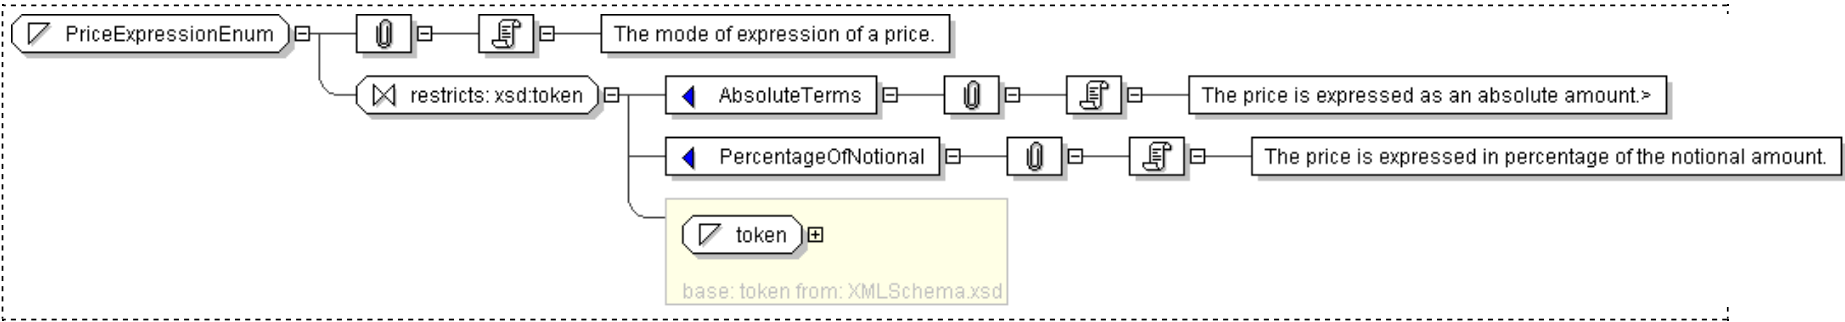 PriceExpressionEnum
The mode of expression of a price.
restricts: xsd:token
AbsoluteTerms
The price is expressed as an absolute amount.>
PercentageOfNotional
The price is expressed in percentage of the notional amount.
token
base: token from: XMLSchema.xsd